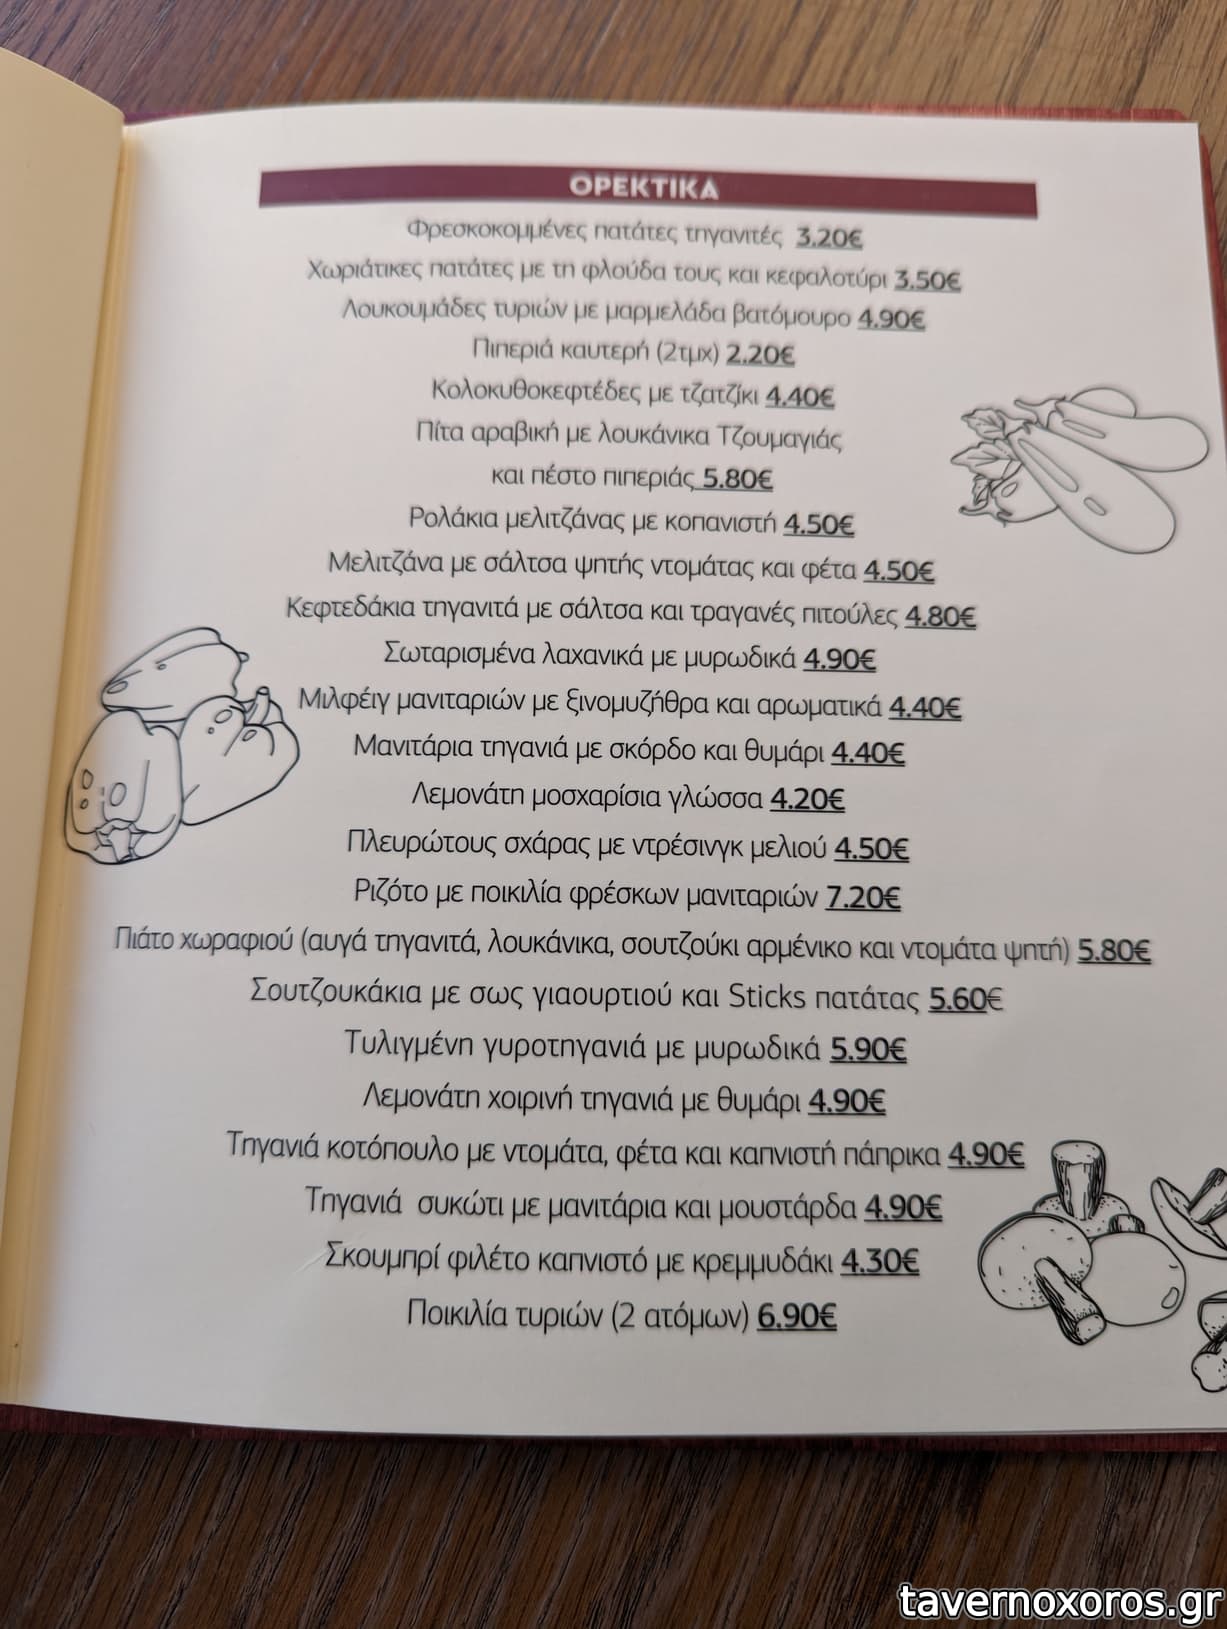 ΟΡΕΚΤΙΚΑ
Φρεσκοκομμένες πατάτες τηγανιτές 3.20€
Χωριάτικες πατάτες με τη φλούδα τους και κεφαλοτύρι 3.50€
Λουκουμάδες τυριών με μαρμελάδα βατόμουρο 4.90€
Πιπεριά καυτερή (2τμχ) 2.20€
Κολοκυθοκεφτέδες με τζατζίκι 4.40€
Πίτα αραβική με λουκάνικα Τζουμαγιάς
και πέστο πιπεριάς 5.80€
Ρολάκια μελιτζάνας με κοπανιστή 4.50€
Μελιτζάνα με σάλτσα ψητής ντομάτας και φέτα 4.50€
Κεφτεδάκια τηγανιτά με σάλτσα και τραγανές πιτούλες 4.80€
Σωταρισμένα λαχανικά με μυρωδικά 4.90€
Μιλφέιγ μανιταριών με ξινομυζήθρα και αρωματικά 4.40€
Μανιτάρια τηγανιά με σκόρδο και θυμάρι 4.40€
Λεμονάτη μοσχαρίσια γλώσσα 4.20€
Πλευρώτους σχάρας με ντρέσινγκ μελιού 4.50€
Ριζότο με ποικιλία φρέσκων μανιταριών 7.20€
Πιάτο χωραφιού (αυγά τηγανιτά, λουκάνικα, σουτζούκι αρμένικο και ντομάτα ψητή) 5.80€
Σουτζουκάκια με σως γιαουρτιού και Sticks πατάτας 5.60€
Τυλιγμένη γυροτηγανιά με μυρωδικά 5.90€
Λεμονάτη χοιρινή τηγανιά με θυμάρι 4.90€
Τηγανιά κοτόπουλο με ντομάτα, φέτα και καπνιστή πάπρικα 4.90€
Τηγανιά συκώτι με μανιτάρια και μουστάρδα 4.90€
Σκουμπρί φιλέτο καπνιστό με κρεμμυδάκι 4.30€
Ποικιλία τυριών (2 ατόμων) 6.90€
tavernoxoros.gr